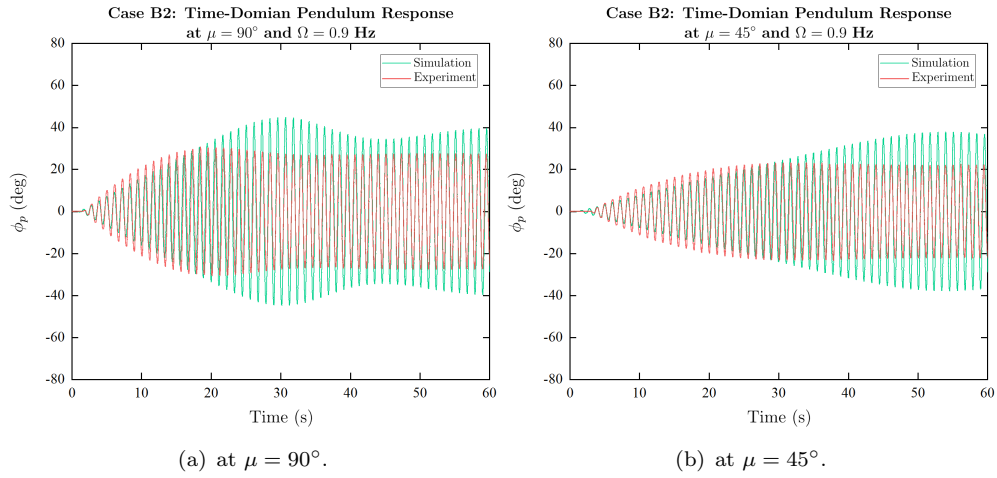 Case B2: Time-Domian Pendulum Response
at μ = 90° and Ω = 0.9 Hz
80
60
40
20
0
-20
-40
-60
-80
ϕp (deg)
Simulation
Experiment
0 10 20 30 40 50 60
Time (s)
(a) at μ = 90°.
Case B2: Time-Domian Pendulum Response
at μ = 45° and Ω = 0.9 Hz
80
60
40
20
0
-20
-40
-60
-80
ϕp (deg)
Simulation
Experiment
0 10 20 30 40 50 60
Time (s)
(b) at μ = 45°.